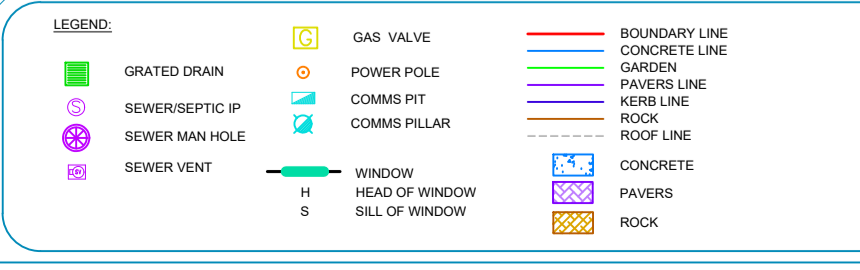 LEGEND:
GRATED DRAIN
S SEWER/SEPTIC IP
SEWER MAN HOLE
SV SEWER VENT
G GAS VALVE
POWER POLE
COMMS PIT
COMMS PILLAR
WINDOW
H HEAD OF WINDOW
S SILL OF WINDOW
BOUNDARY LINE
CONCRETE LINE
GARDEN
PAVERS LINE
KERB LINE
ROCK
ROOF LINE
CONCRETE
PAVERS
ROCK